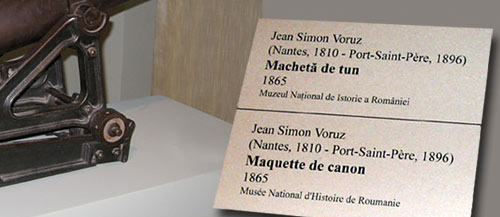 Jean Simon Voruz
(Nantes, 1810 - Port-Saint-Père, 1896)
Machetă de tun
1865
Muzeul Național de Istorie a României
Jean Simon Voruz
(Nantes, 1810 - Port-Saint-Père, 1896)
Maquette de canon
1865
Musée National d'Histoire de Roumanie